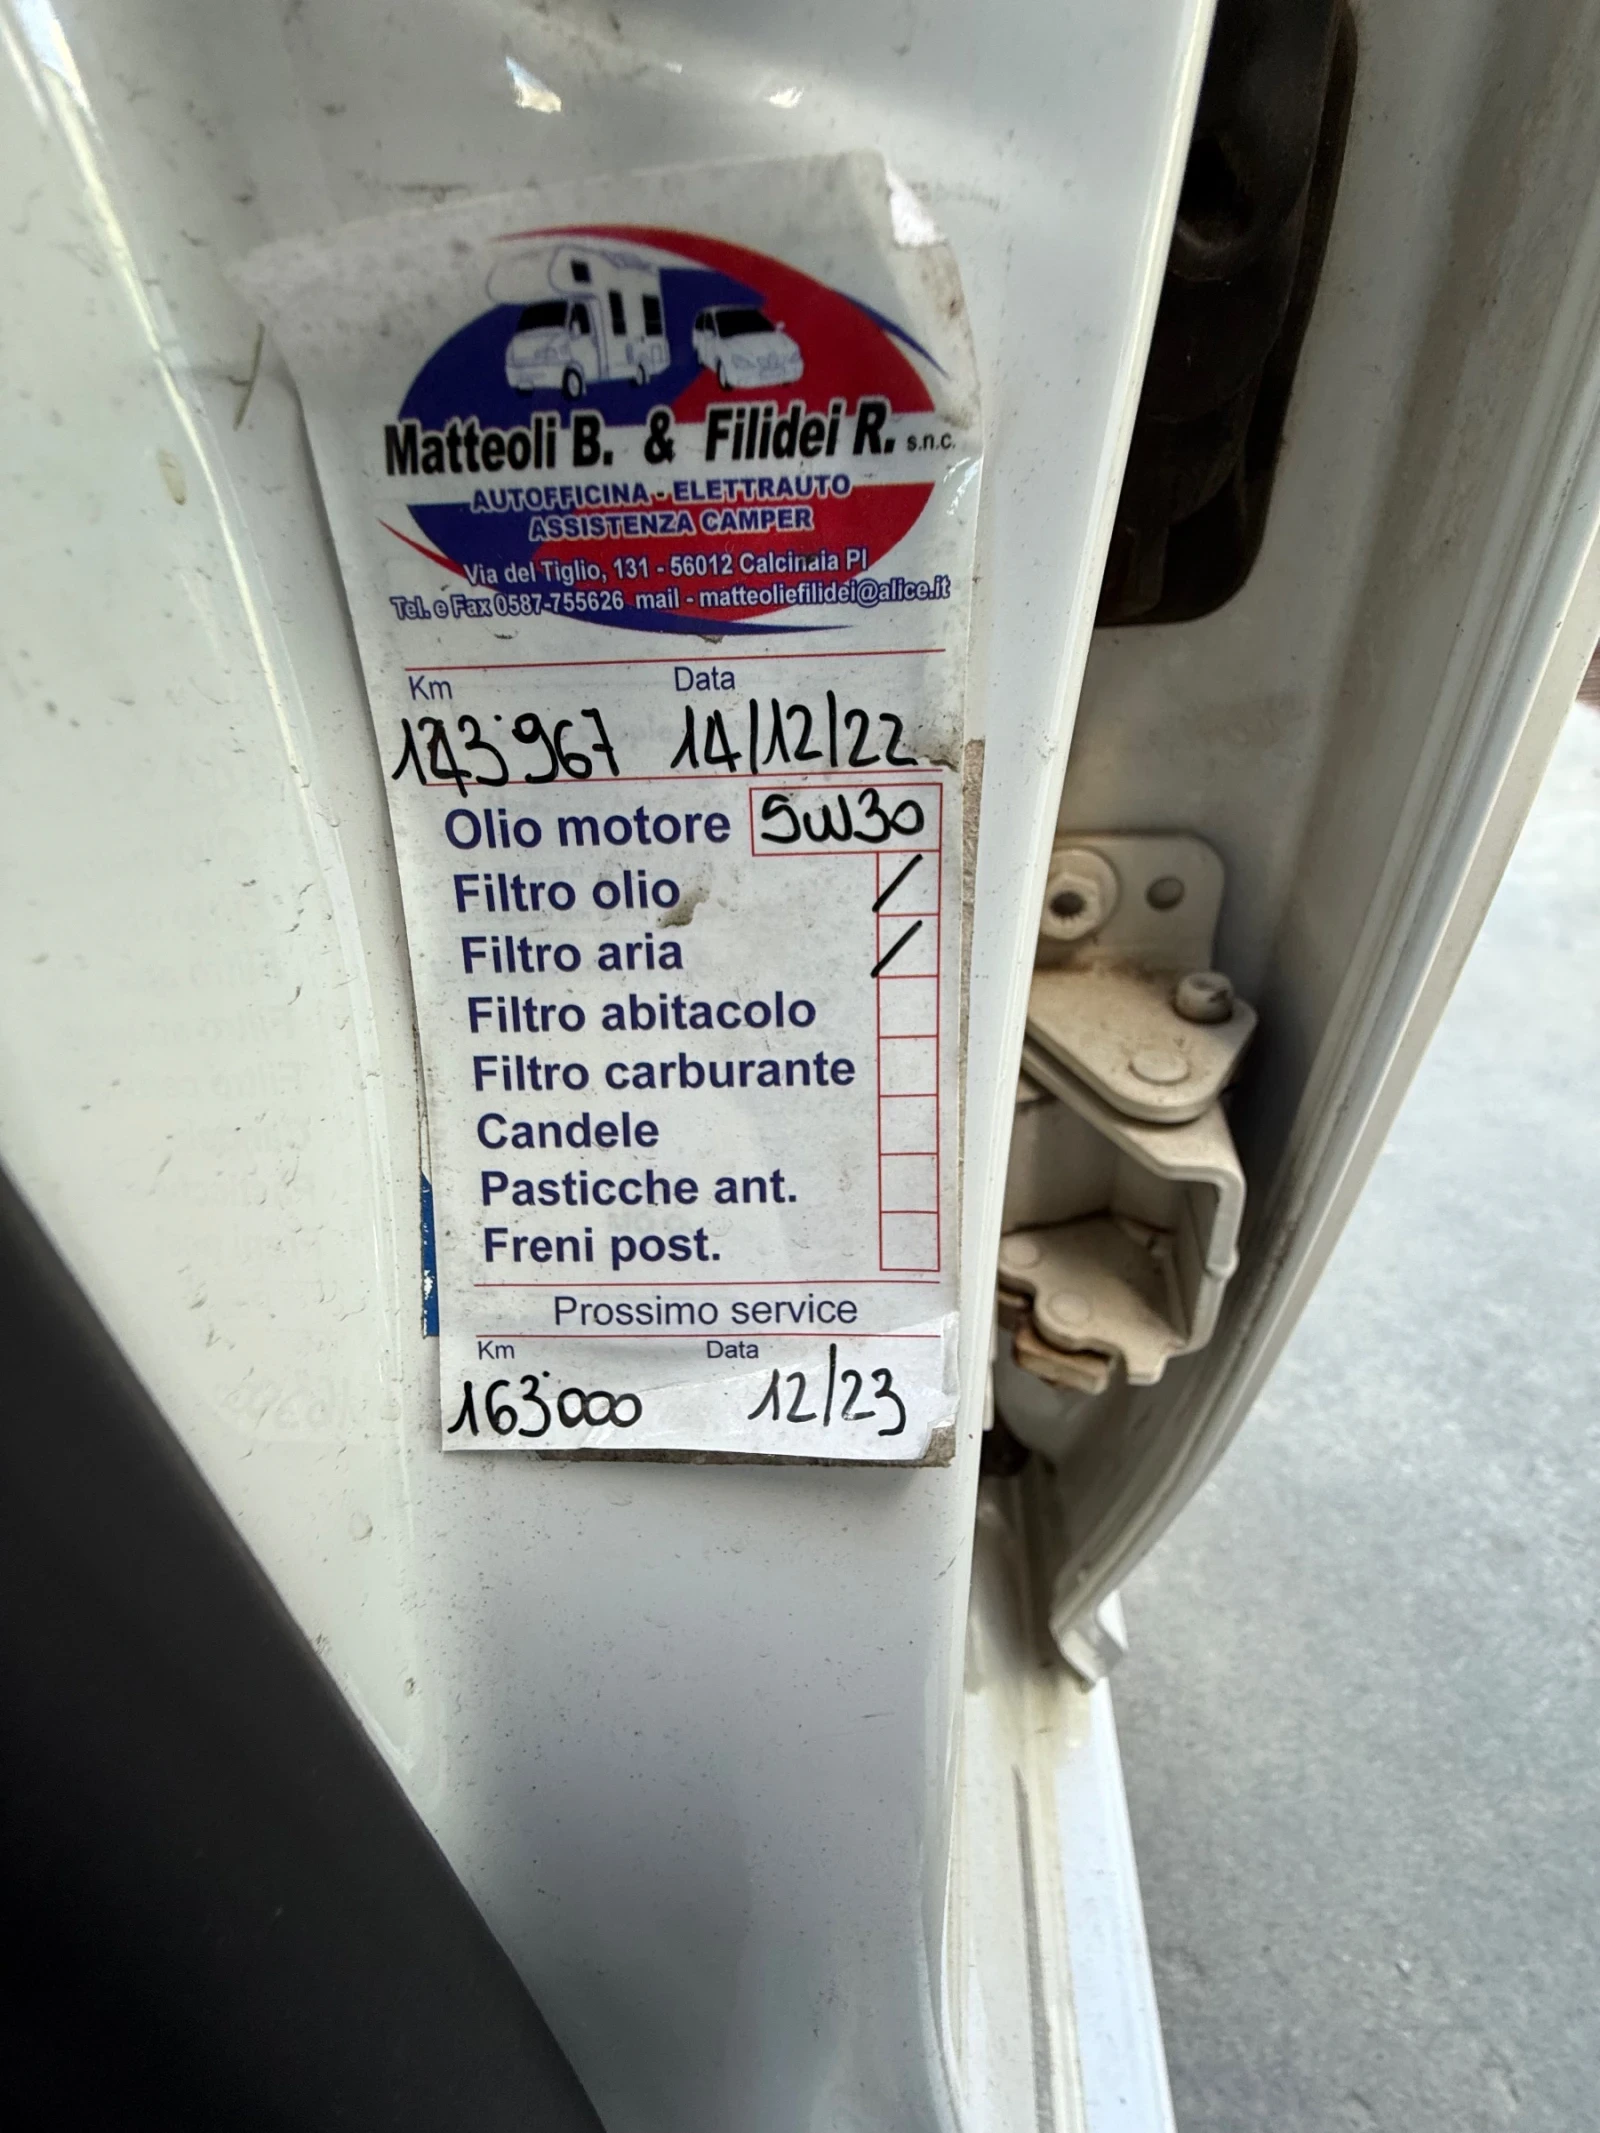 Matteoli B. & Filidei R. s.n.c.
AUTOFFICINA - ELETTRAUTO
ASSISTENZA CAMPER
Via del Tiglio, 131 - 56012 Calcinaia PI
Tel. e Fax 0587-755626 mail - matteoliefilidei@alice.it
Km Data
143˙967 14/12/22
Olio motore 5W30
Filtro olio /
Filtro aria /
Filtro abitacolo
Filtro carburante
Candele
Pasticche ant.
Freni post.
Prossimo service
Km Data
163˙000 12/23